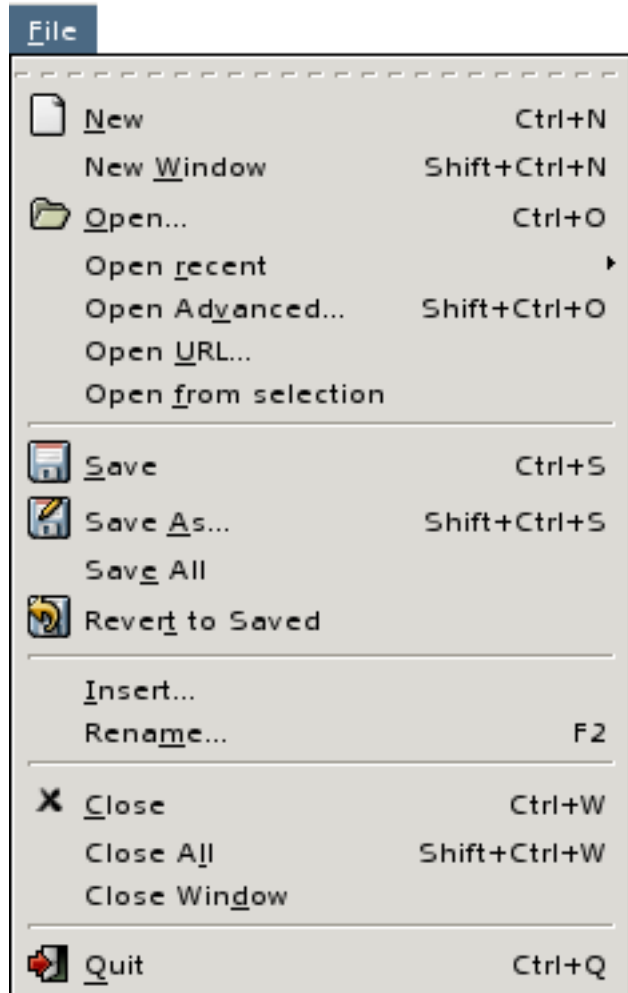 File
New Ctrl+N
New Window Shift+Ctrl+N
Open... Ctrl+O
Open recent
Open Advanced... Shift+Ctrl+O
Open URL...
Open from selection
Save Ctrl+S
Save As... Shift+Ctrl+S
Save All
Revert to Saved
Insert...
Rename... F2
Close Ctrl+W
Close All Shift+Ctrl+W
Close Window
Quit Ctrl+Q